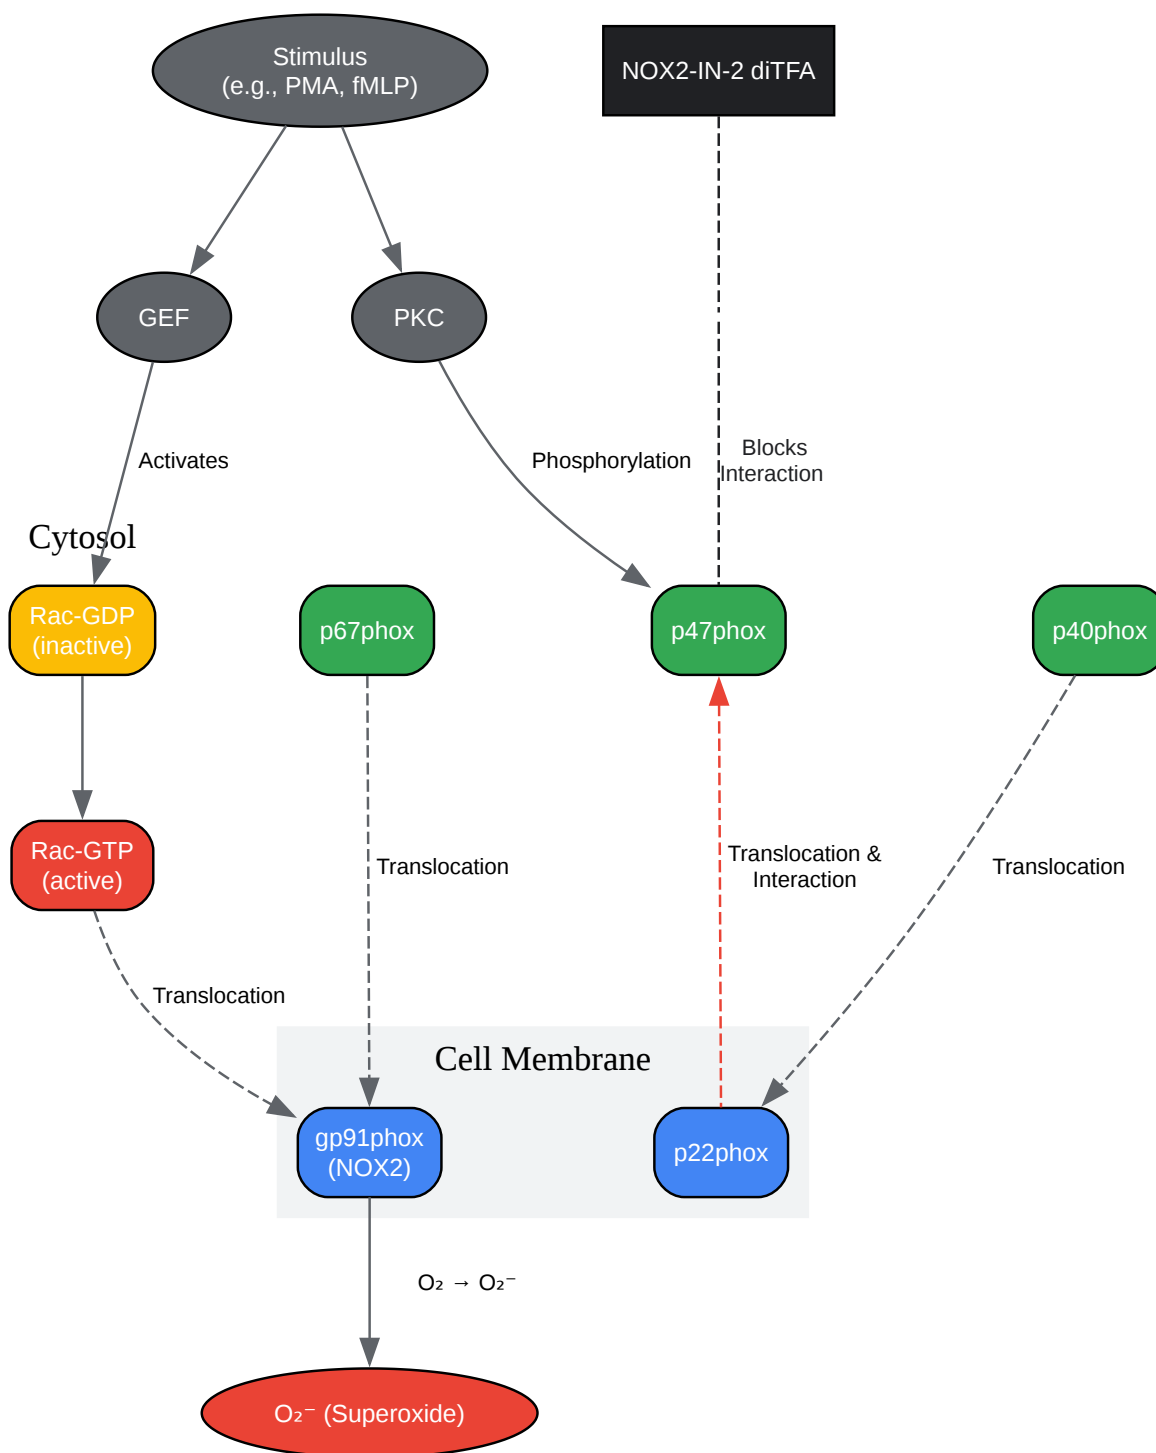 Stimulus
(e.g., PMA, fMLP)
NOX2-IN-2 diTFA
GEF
PKC
Activates
Phosphorylation
Blocks
Interaction
Cytosol
Rac-GDP
(inactive)
p67phox
p47phox
p40phox
Rac-GTP
(active)
Translocation
Translocation &
Interaction
Translocation
Translocation
Cell Membrane
gp91phox
(NOX2)
p22phox
O₂ → O₂⁻
O₂⁻ (Superoxide)